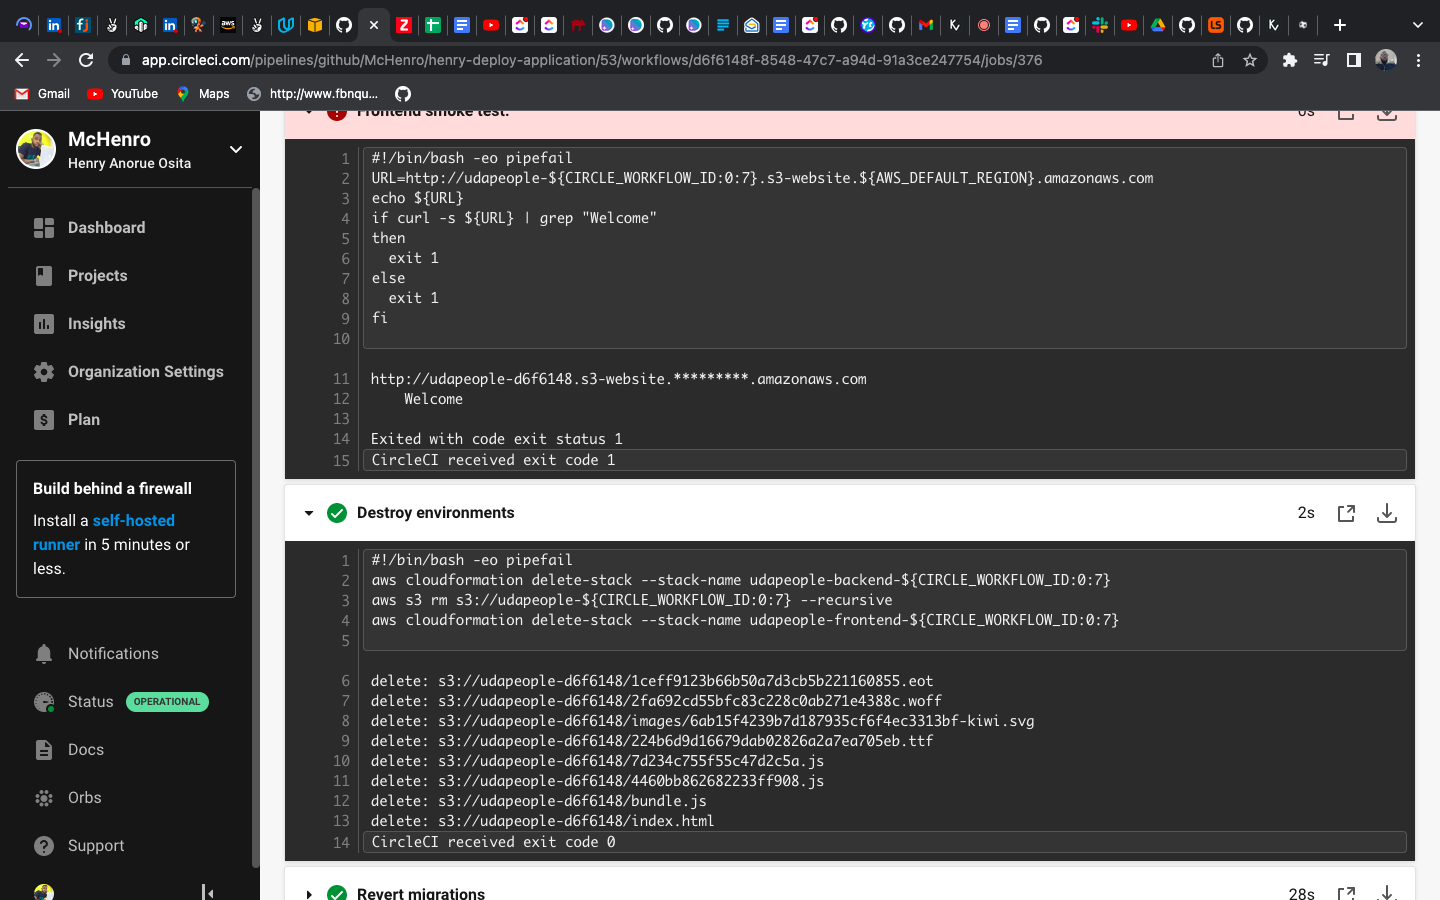 app.circleci.com/pipelines/github/McHenro/henry-deploy-application/53/workflows/d6f6148f-8548-47c7-a94d-91a3ce247754/jobs/376
Gmail
YouTube
Maps
http://www.fbnqu...
McHenro
Henry Anorue Osita
Dashboard
Projects
Insights
Organization Settings
Plan
Build behind a firewall
Install a self-hosted
runner in 5 minutes or
less.
Notifications
Status OPERATIONAL
Docs
Orbs
Support
Frontend smoke test. 0s
1 #!/bin/bash -eo pipefail
2 URL=http://udapeople-${CIRCLE_WORKFLOW_ID:0:7}.s3-website.${AWS_DEFAULT_REGION}.amazonaws.com
3 echo ${URL}
4 if curl -s ${URL} | grep "Welcome"
5 then
6 exit 1
7 else
8 exit 1
9 fi
10
11 http://udapeople-d6f6148.s3-website.*********.amazonaws.com
12 Welcome
13
14 Exited with code exit status 1
15 CircleCI received exit code 1
Destroy environments 2s
1 #!/bin/bash -eo pipefail
2 aws cloudformation delete-stack --stack-name udapeople-backend-${CIRCLE_WORKFLOW_ID:0:7}
3 aws s3 rm s3://udapeople-${CIRCLE_WORKFLOW_ID:0:7} --recursive
4 aws cloudformation delete-stack --stack-name udapeople-frontend-${CIRCLE_WORKFLOW_ID:0:7}
5
6 delete: s3://udapeople-d6f6148/1ceff9123b66b50a7d3cb5b221160855.eot
7 delete: s3://udapeople-d6f6148/2fa692cd55bfc83c228c0ab271e4388c.woff
8 delete: s3://udapeople-d6f6148/images/6ab15f4239b7d187935cf6f4ec3313bf-kiwi.svg
9 delete: s3://udapeople-d6f6148/224b6d9d16679dab02826a2a7ea705eb.ttf
10 delete: s3://udapeople-d6f6148/7d234c755f55c47d2c5a.js
11 delete: s3://udapeople-d6f6148/4460bb862682233ff908.js
12 delete: s3://udapeople-d6f6148/bundle.js
13 delete: s3://udapeople-d6f6148/index.html
14 CircleCI received exit code 0
Revert migrations 28s